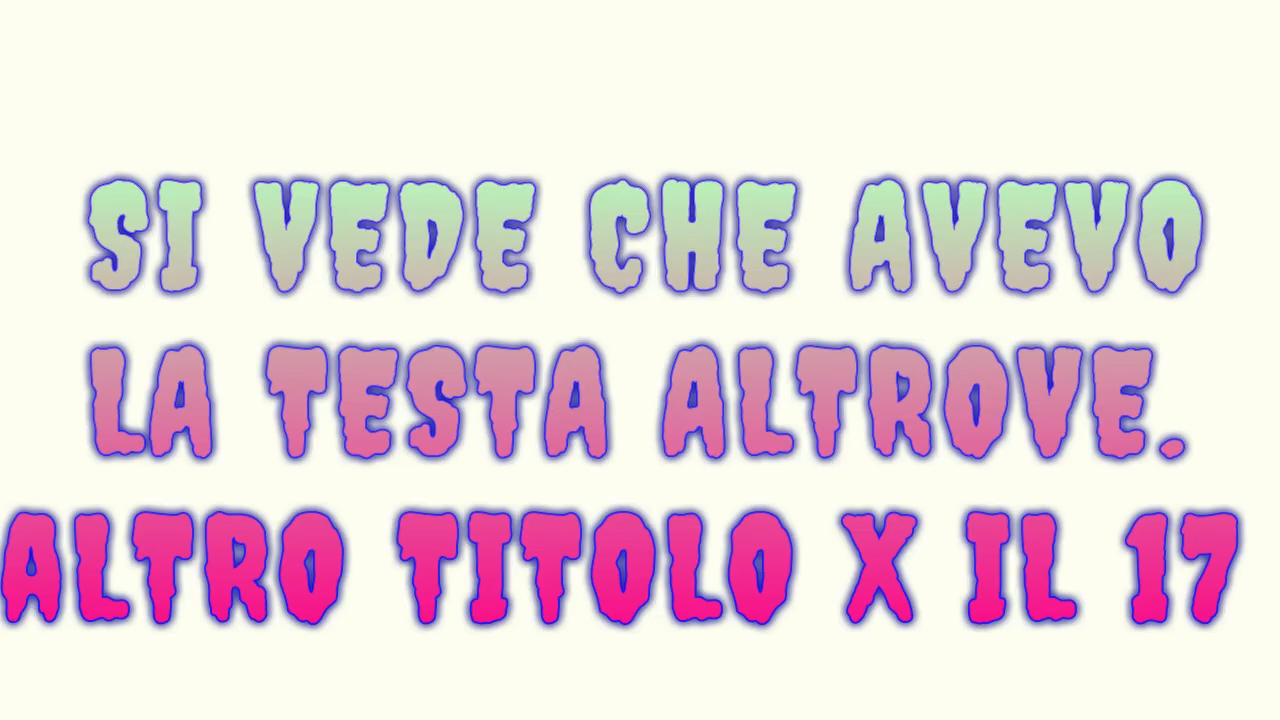 SI VEDE CHE AVEVO
LA TESTA ALTROVE.
ALTRO TITOLO X IL 17